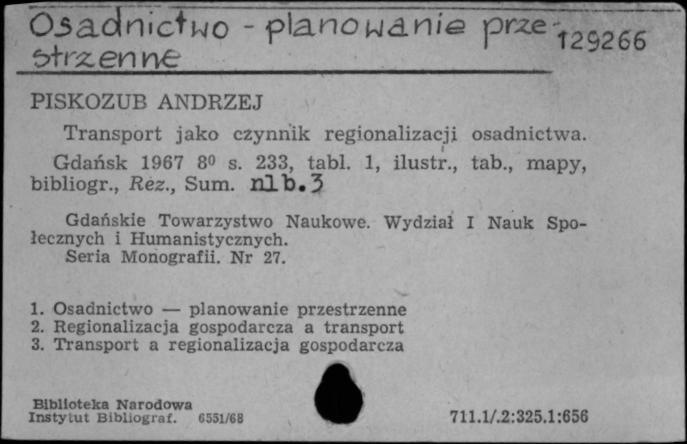 Osadnictwo - planowanie prze-
129266
strzenne
PISKOZUB ANDRZEJ
Transport jako czynnik regionalizacji osadnictwa.
Gdańsk 1967 8⁰ s. 233, tabl. 1, ilustr., tab., mapy,
bibliogr., Rez., Sum. nlb.3
Gdańskie Towarzystwo Naukowe. Wydział I Nauk Spo-
łecznych i Humanistycznych.
Seria Monografii. Nr 27.
1. Osadnictwo — planowanie przestrzenne
2. Regionalizacja gospodarcza a transport
3. Transport a regionalizacja gospodarcza
Biblioteka Narodowa
Instytut Bibliograf. 6551/68
711.1/.2:325.1:656